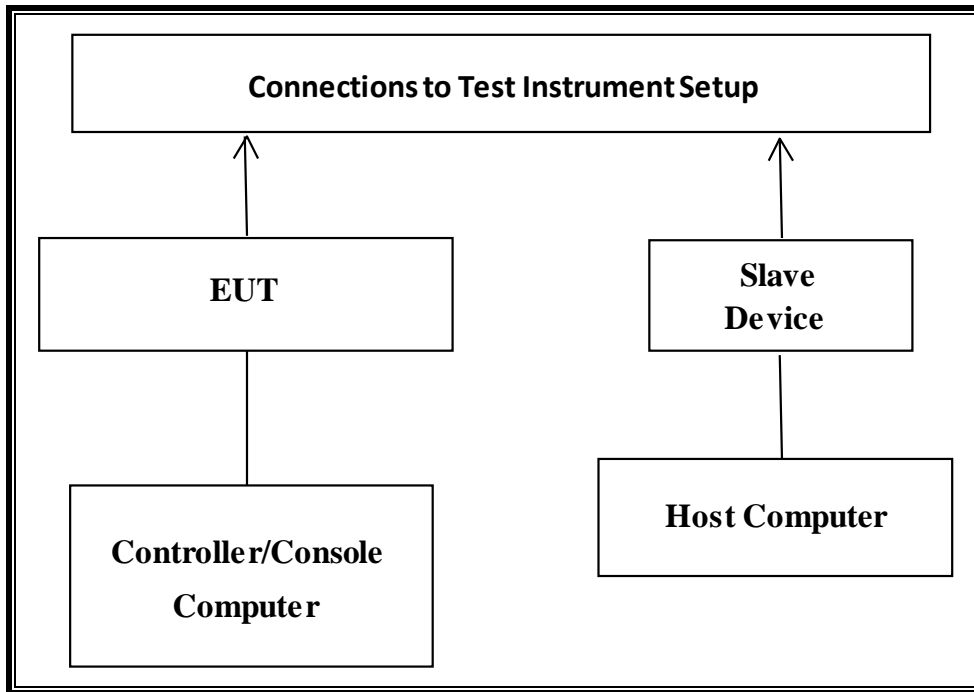 Connections to Test Instrument Setup
EUT
Slave
Device
Host Computer
Controller/Console
Computer